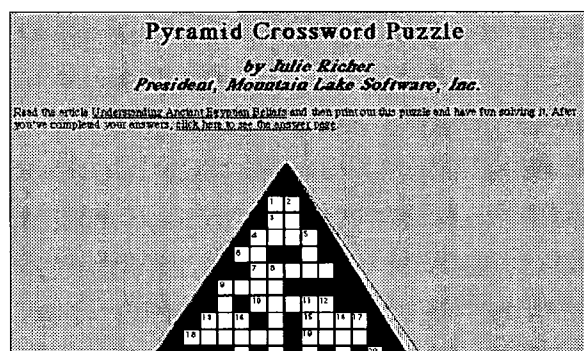 Pyramid Crossword Puzzle
by Julie Richer
President, Mountain Lake Software, Inc.
Read the article Understanding Ancient Egyptian Beliefs and then print out this puzzle and have fun solving it. After
you've completed your answers, click here to see the answer page
1 2
3
4 5
6
7 8
9
10 11 12
13 14 15 16 17
18 19
20